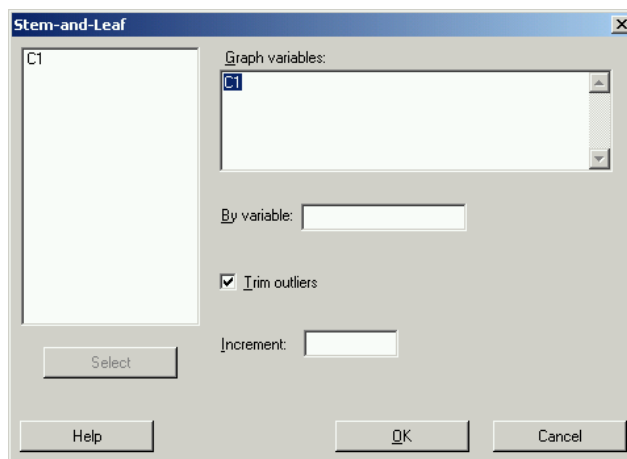 Stem-and-Leaf
C1
Graph variables:
C1
By variable:
Trim outliers
Increment:
Select
Help
OK
Cancel